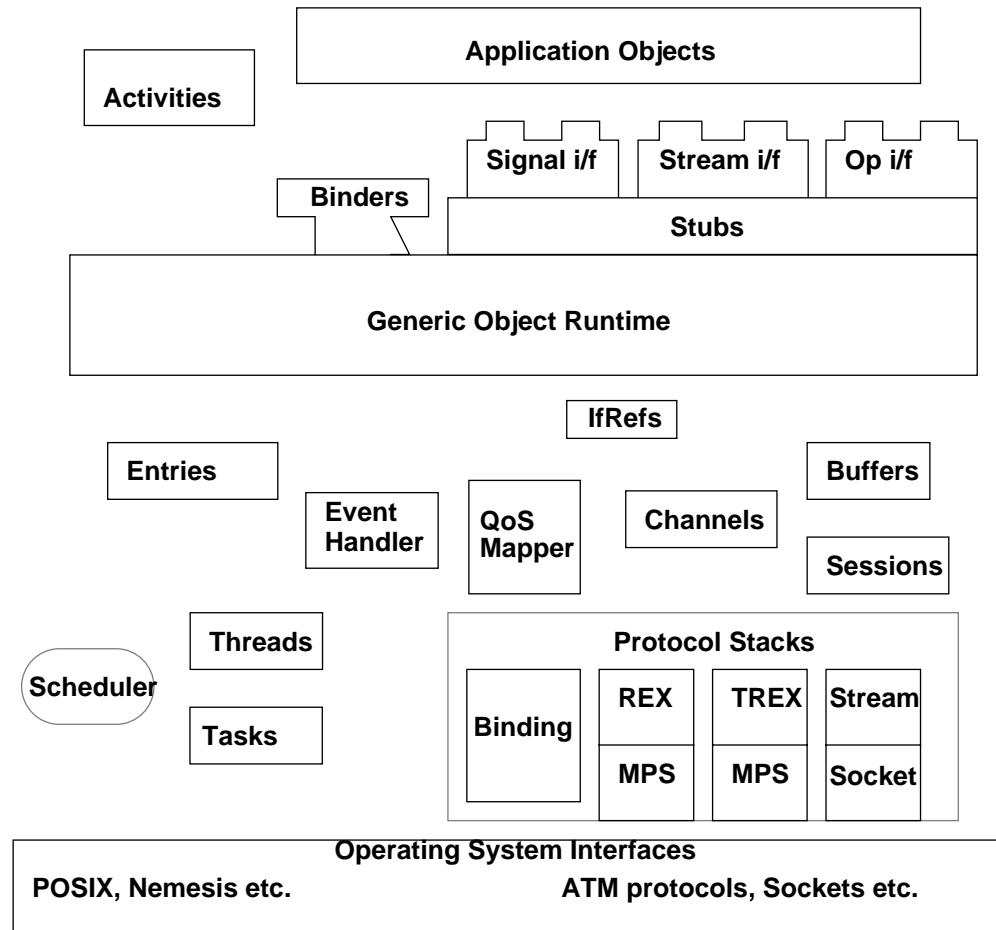 Application Objects
Activities
Signal i/f
Stream i/f
Op i/f
Binders
Stubs
Generic Object Runtime
IfRefs
Entries
Buffers
Event
Handler
QoS
Mapper
Channels
Sessions
Threads
Protocol Stacks
Scheduler
Tasks
Binding
REX
TREX
Stream
MPS
MPS
Socket
Operating System Interfaces
POSIX, Nemesis etc.
ATM protocols, Sockets etc.